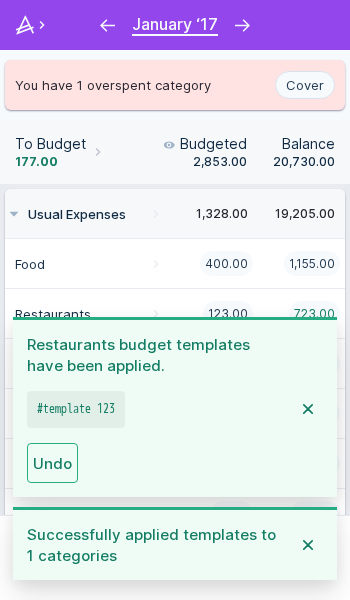 January ‘17
You have 1 overspent category
Cover
To Budget
Budgeted
Balance
177.00
2,853.00
20,730.00
Usual Expenses
1,328.00
19,205.00
Food
400.00
1,155.00
Restaurants
123.00
723.00
Restaurants budget templates
have been applied.
#template 123
Undo
Successfully applied templates to
1 categories